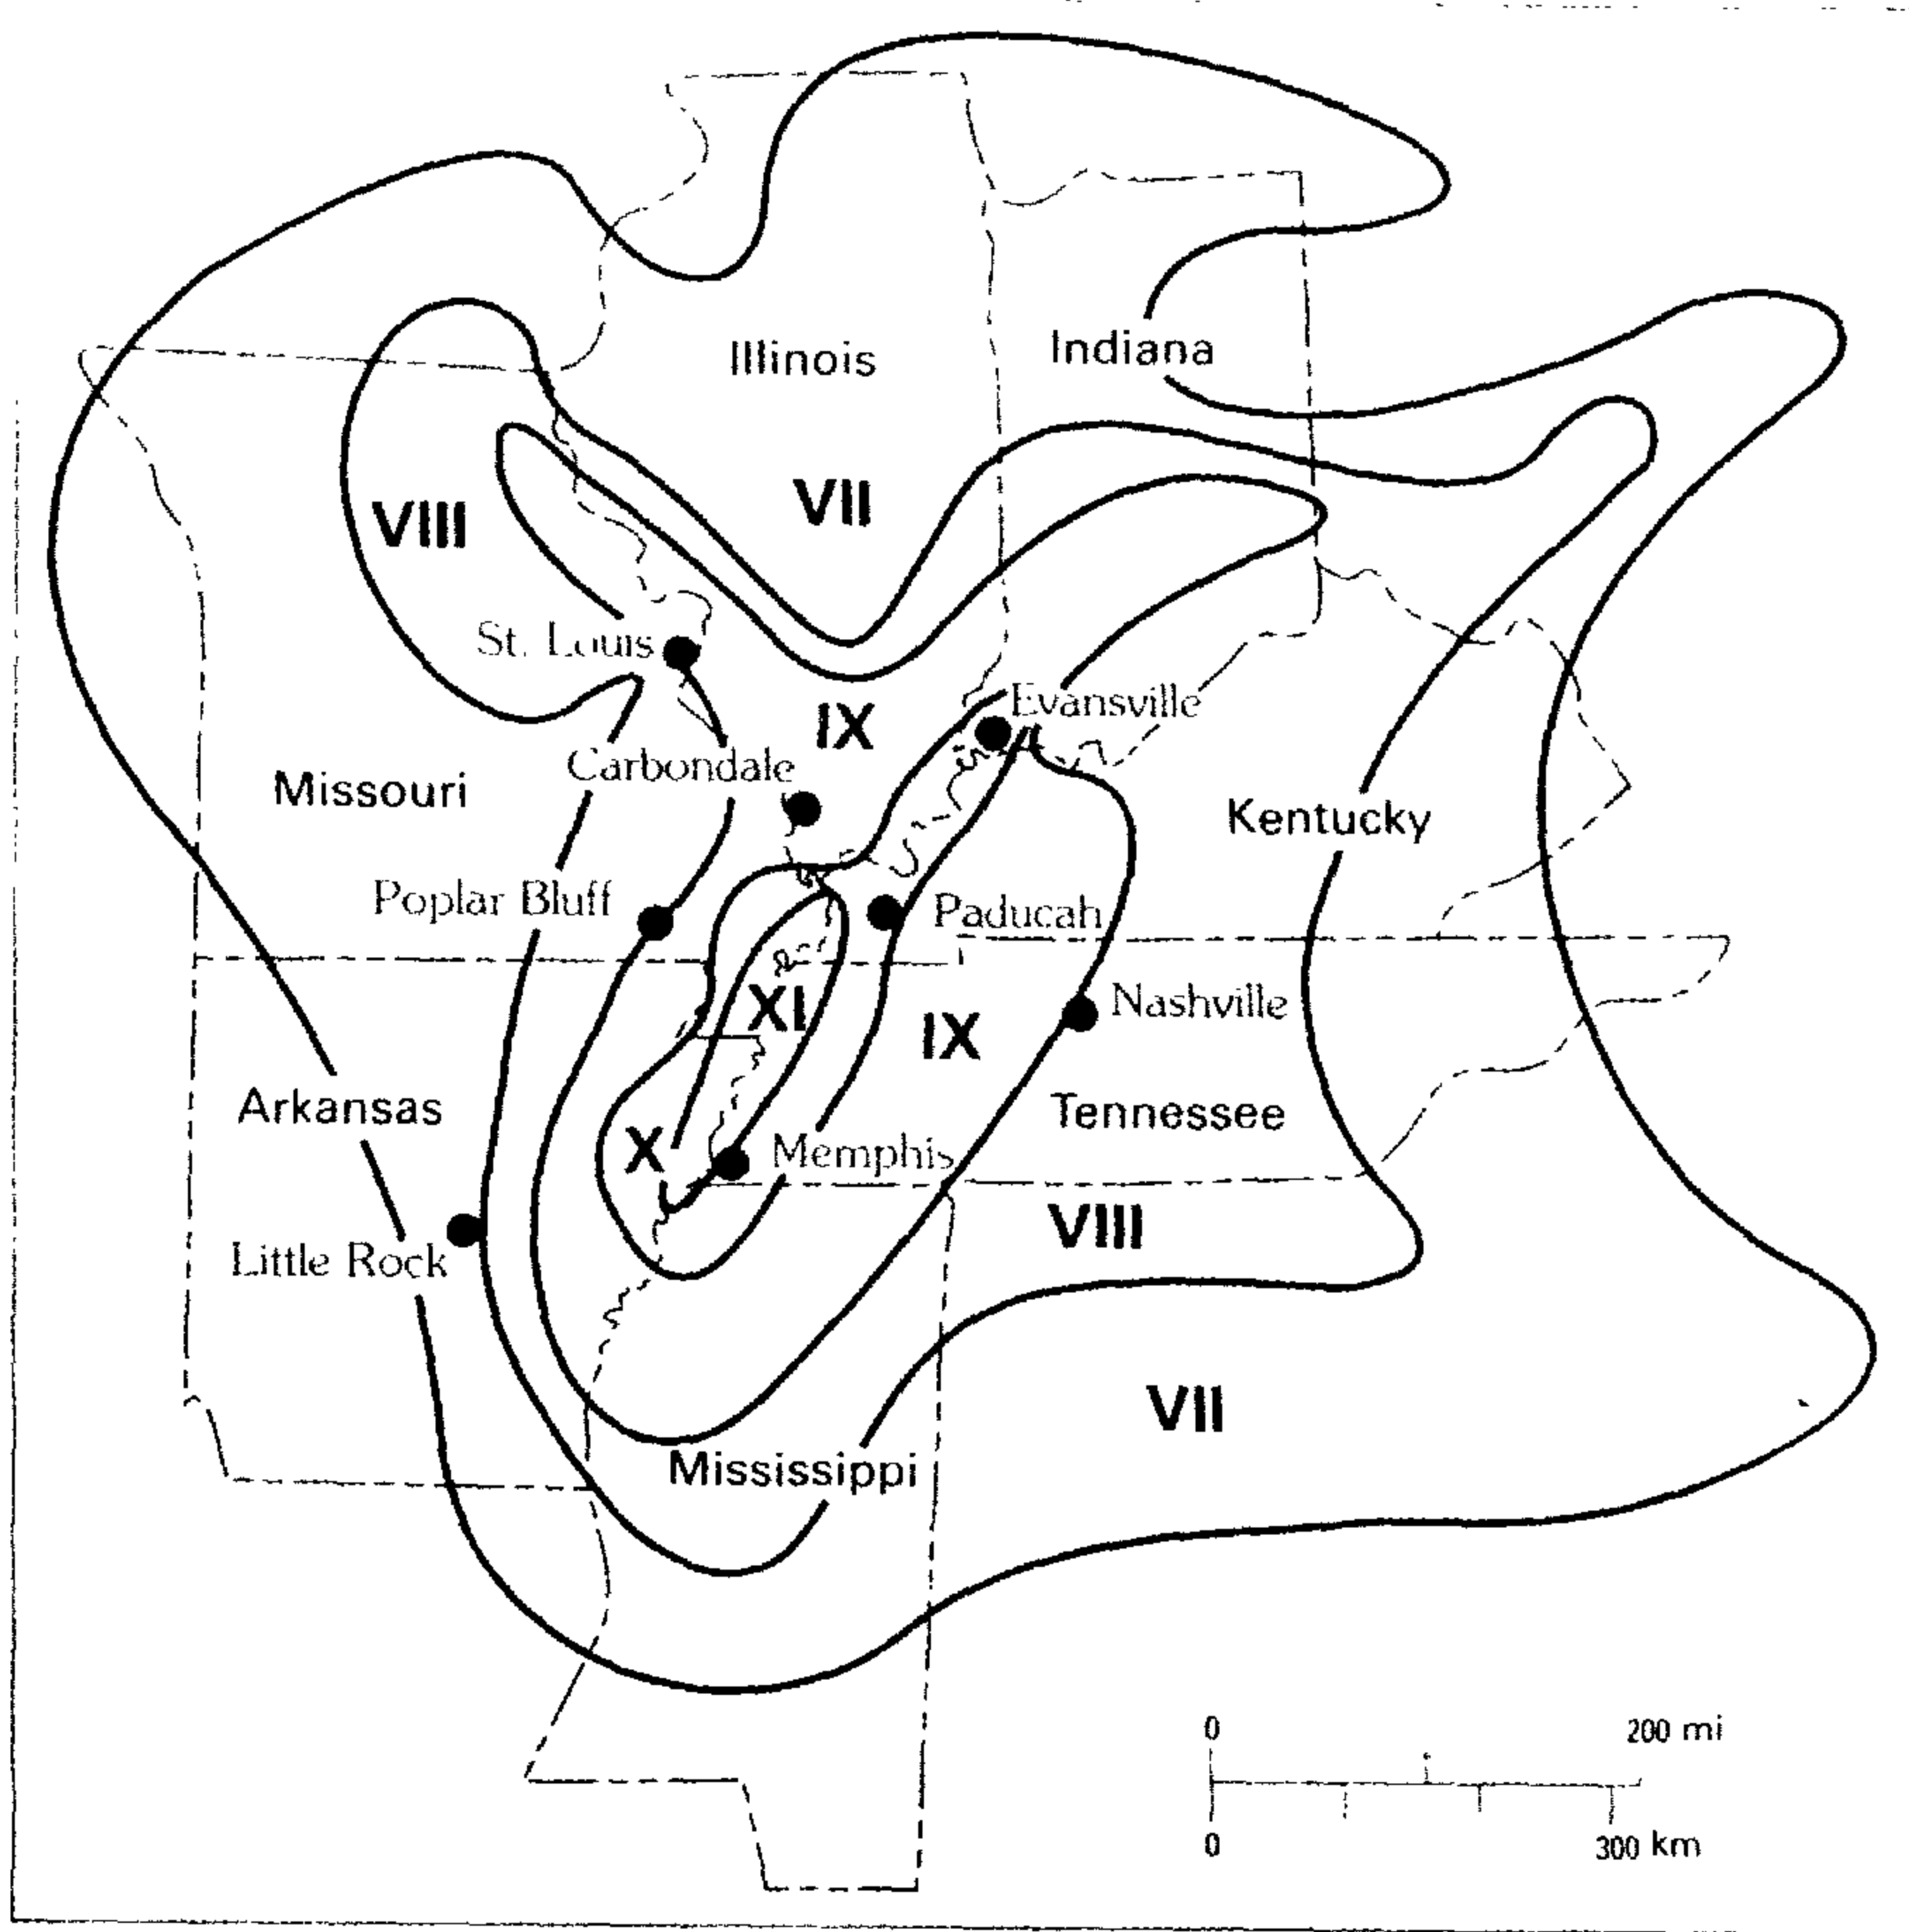 Illinois
Indiana
VII
VIII
St. Louis
Evansville
IX
Carbondale
Missouri
Kentucky
Poplar Bluff
Paducah
XI
Nashville
IX
Arkansas
Tennessee
X
Memphis
VIII
Little Rock
VII
Mississippi
0 200 mi
0 300 km